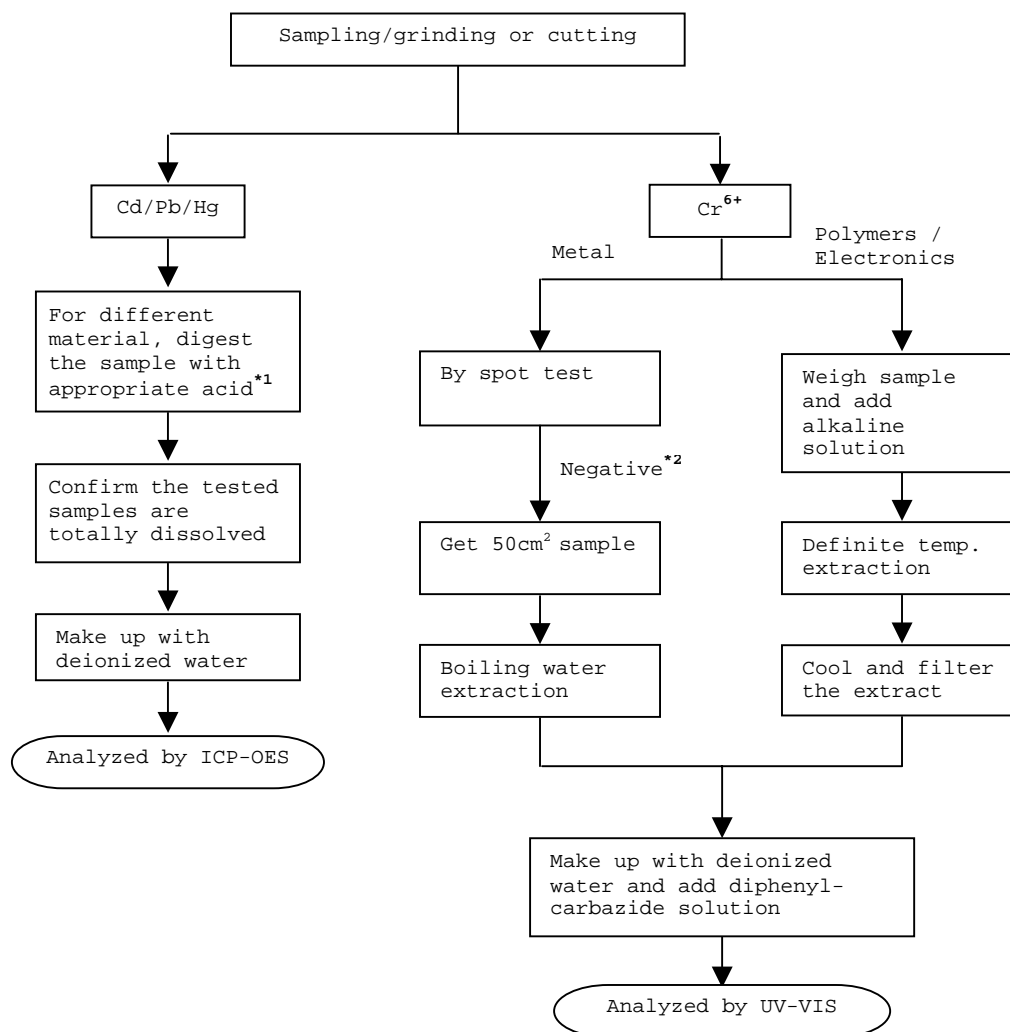 Sampling/grinding or cutting
Cd/Pb/Hg
Cr6+
Metal
Polymers /
Electronics
For different
material, digest
the sample with
appropriate acid*1
By spot test
Weigh sample
and add
alkaline
solution
Negative*2
Confirm the tested
samples are
totally dissolved
Get 50cm2 sample
Definite temp.
extraction
Make up with
deionized water
Boiling water
extraction
Cool and filter
the extract
Analyzed by ICP-OES
Make up with deionized
water and add diphenyl-
carbazide solution
Analyzed by UV-VIS